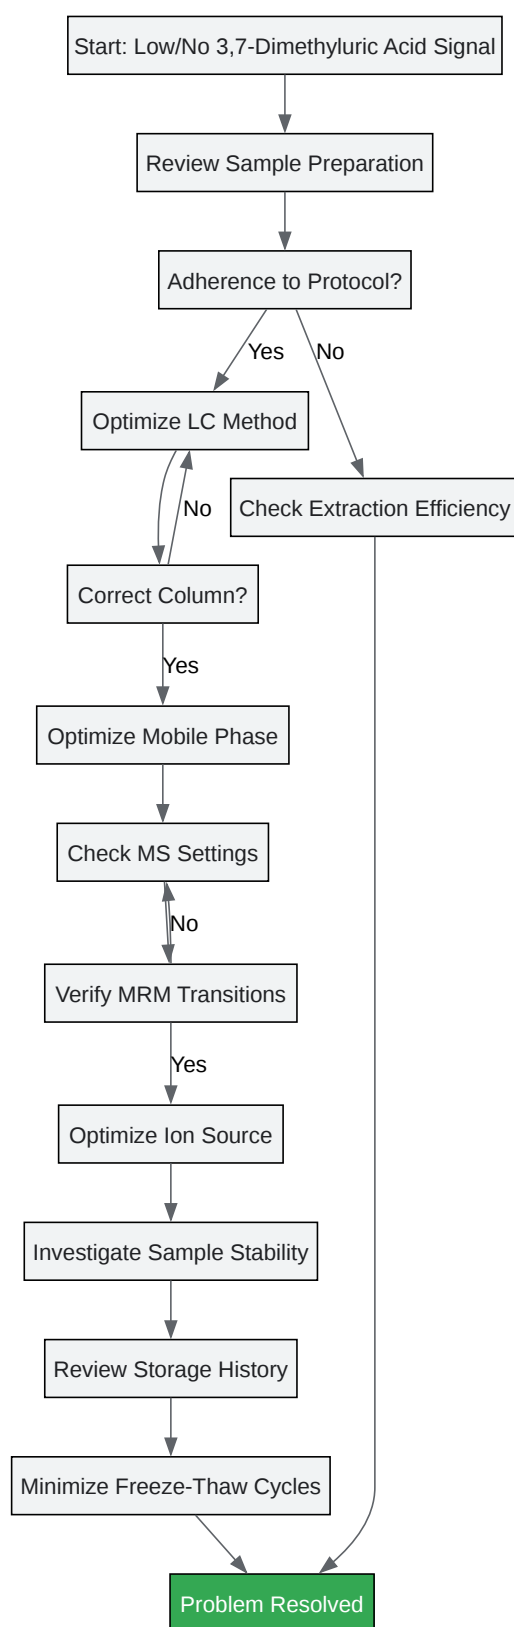 Start: Low/No 3,7-Dimethyluric Acid Signal
Review Sample Preparation
Adherence to Protocol?
Yes
No
Optimize LC Method
No
Check Extraction Efficiency
Correct Column?
Yes
Optimize Mobile Phase
Check MS Settings
No
Verify MRM Transitions
Yes
Optimize Ion Source
Investigate Sample Stability
Review Storage History
Minimize Freeze-Thaw Cycles
Problem Resolved